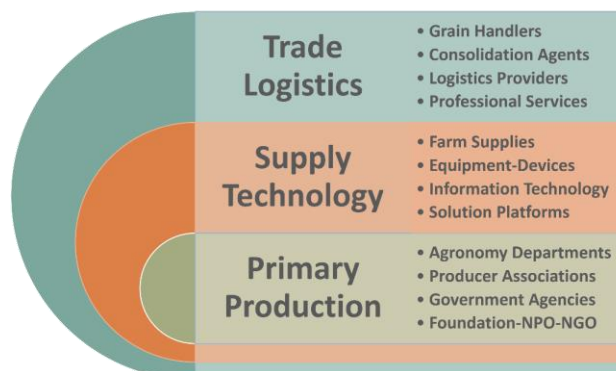 Trade
Logistics
• Grain Handlers
• Consolidation Agents
• Logistics Providers
• Professional Services
Supply
Technology
• Farm Supplies
• Equipment-Devices
• Information Technology
• Solution Platforms
Primary
Production
• Agronomy Departments
• Producer Associations
• Government Agencies
• Foundation-NPO-NGO